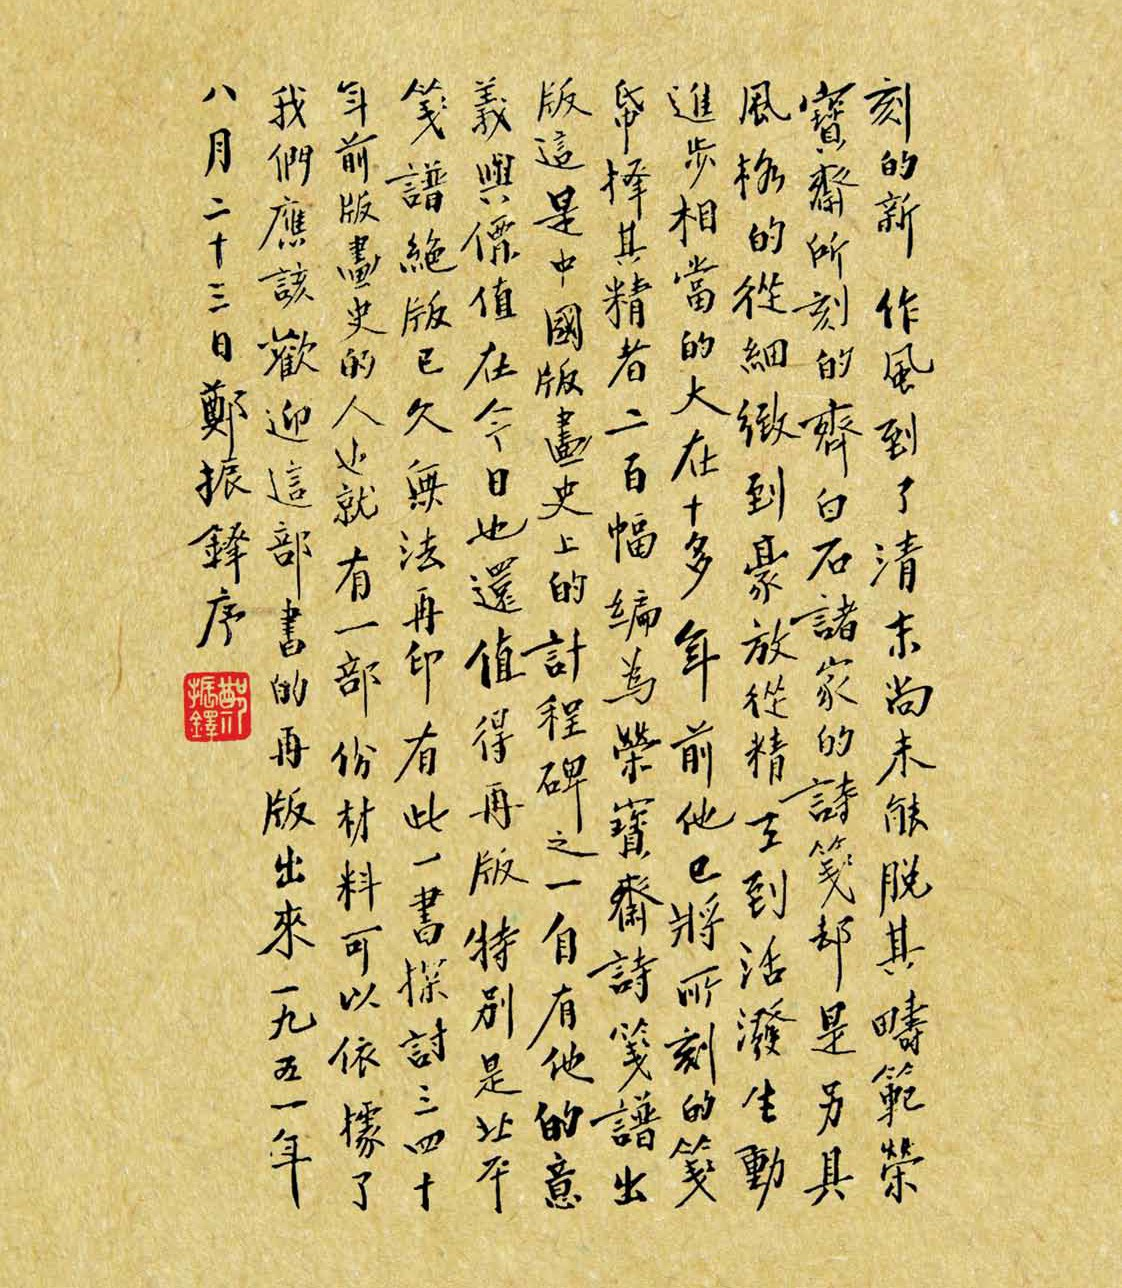 刻的新作風到了清末尚未能脫其疇範榮
寶齋所刻的齊白石諸家的詩箋却是另具
風格的從細緻到豪放從精工到活潑生動
進步相當的大在十多年前他已將所刻的箋
帋擇其精者二百幅編為榮寶齋詩箋譜出
版這是中國版畫史上的計程碑之一自有他的意
義與價值在今日也還值得再版特別是北平
箋譜絕版已久無法再印有此一書探討三四十
年前版畫史的人也就有一部份材料可以依據了
我們應該歡迎這部書的再版出來一九五一年
八月二十三日鄭振鐸序
鄭振鐸